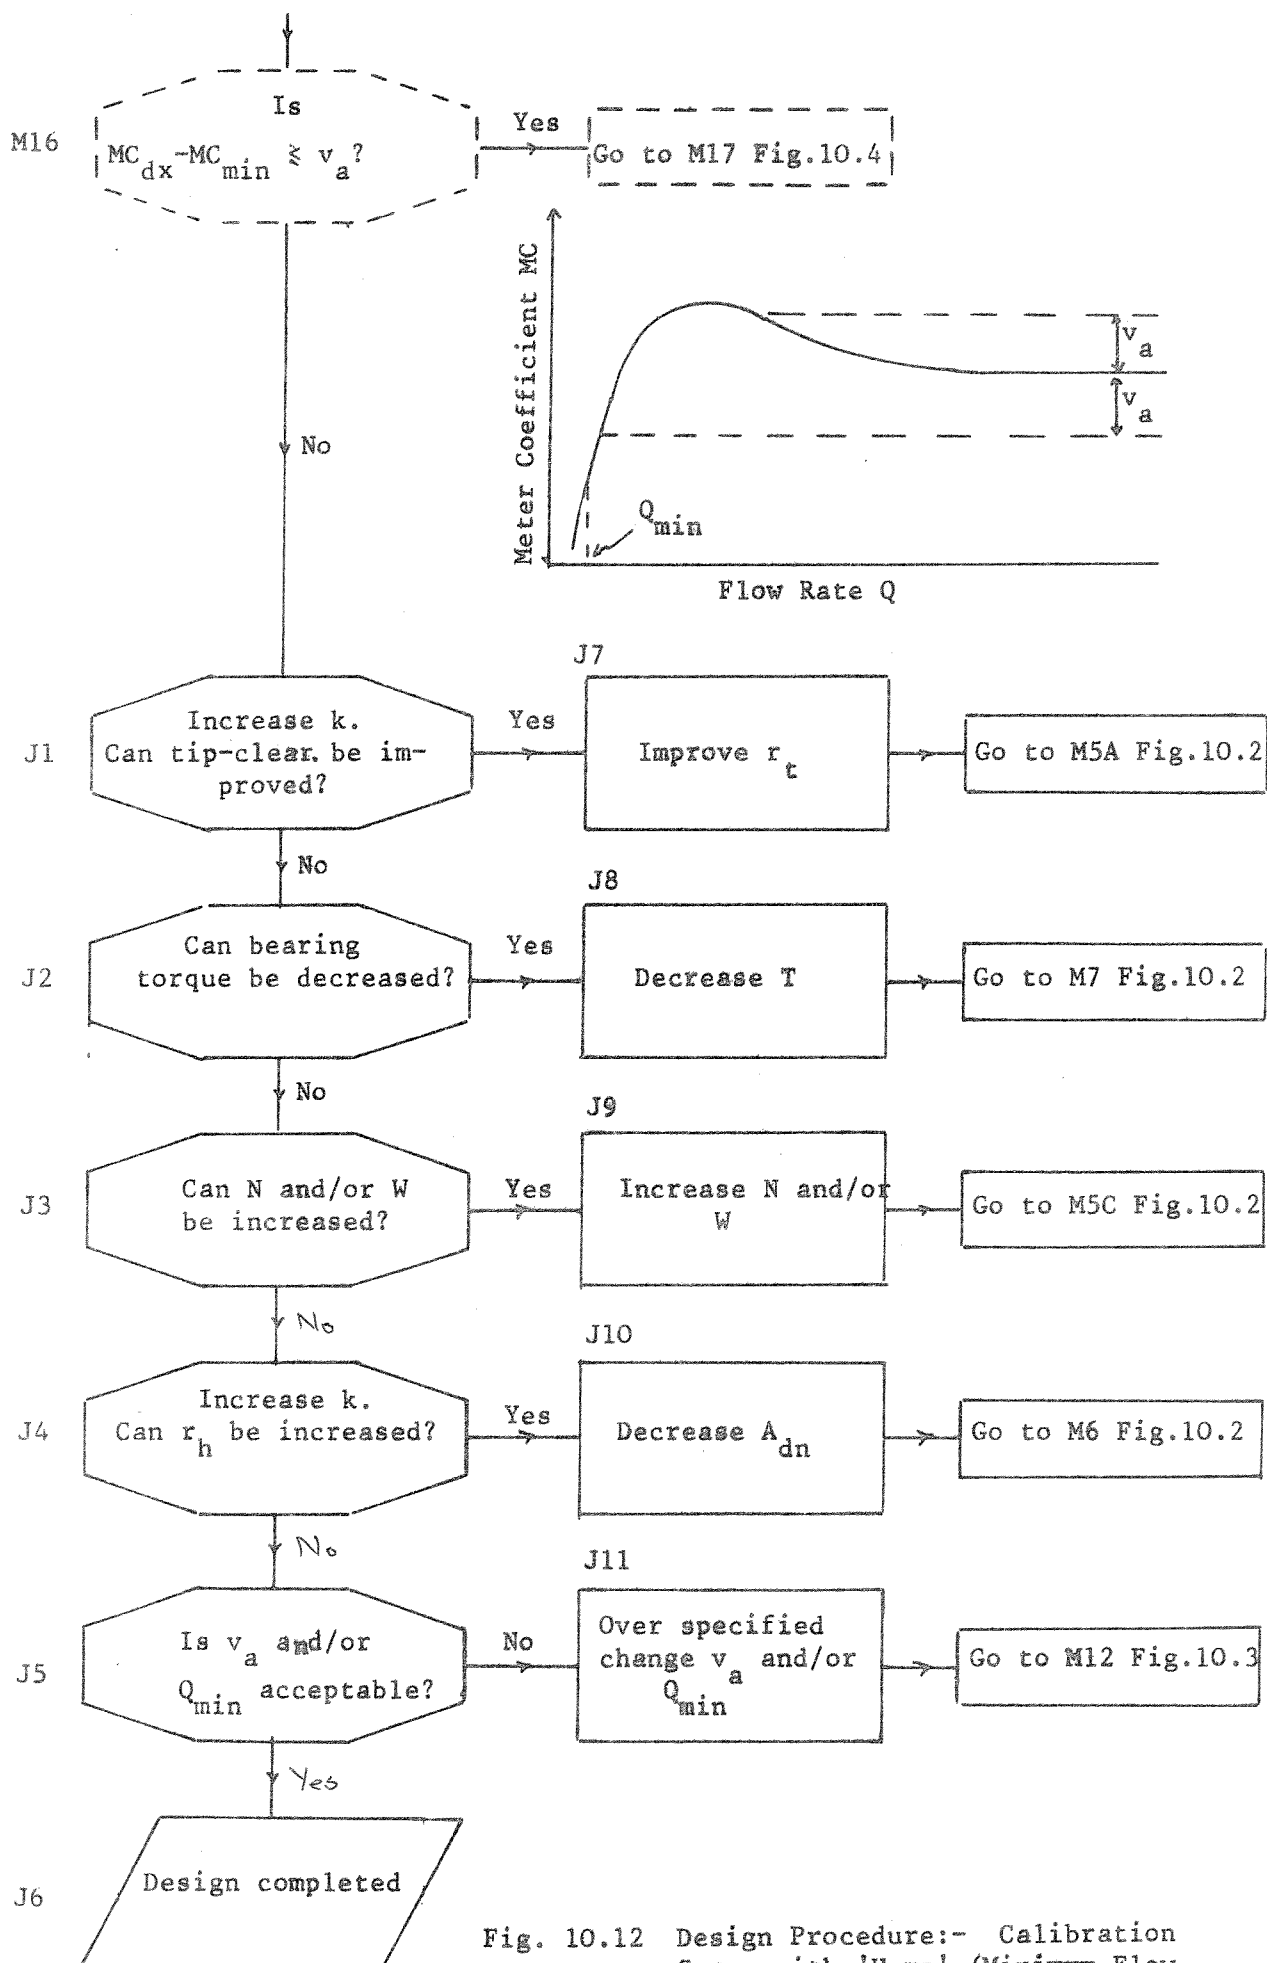 Is
M16
MC_dx-MC_min ≶ v_a?
Yes
Go to M17 Fig.10.4
Meter Coefficient MC
v_a
v_a
Q_min
Flow Rate Q
No
J1
Increase k.
Can tip-clear. be im-
proved?
Yes
J7
Improve r_t
Go to M5A Fig.10.2
No
J2
Can bearing
torque be decreased?
Yes
J8
Decrease T
Go to M7 Fig.10.2
No
J3
Can N and/or W
be increased?
Yes
J9
Increase N and/or
W
Go to M5C Fig.10.2
No
J4
Increase k.
Can r_h be increased?
Yes
J10
Decrease A_dn
Go to M6 Fig.10.2
No
J5
Is v_a and/or
Q_min acceptable?
No
J11
Over specified
change v_a and/or
Q_min
Go to M12 Fig.10.3
Yes
J6
Design completed
Fig. 10.12 Design Procedure:- Calibration